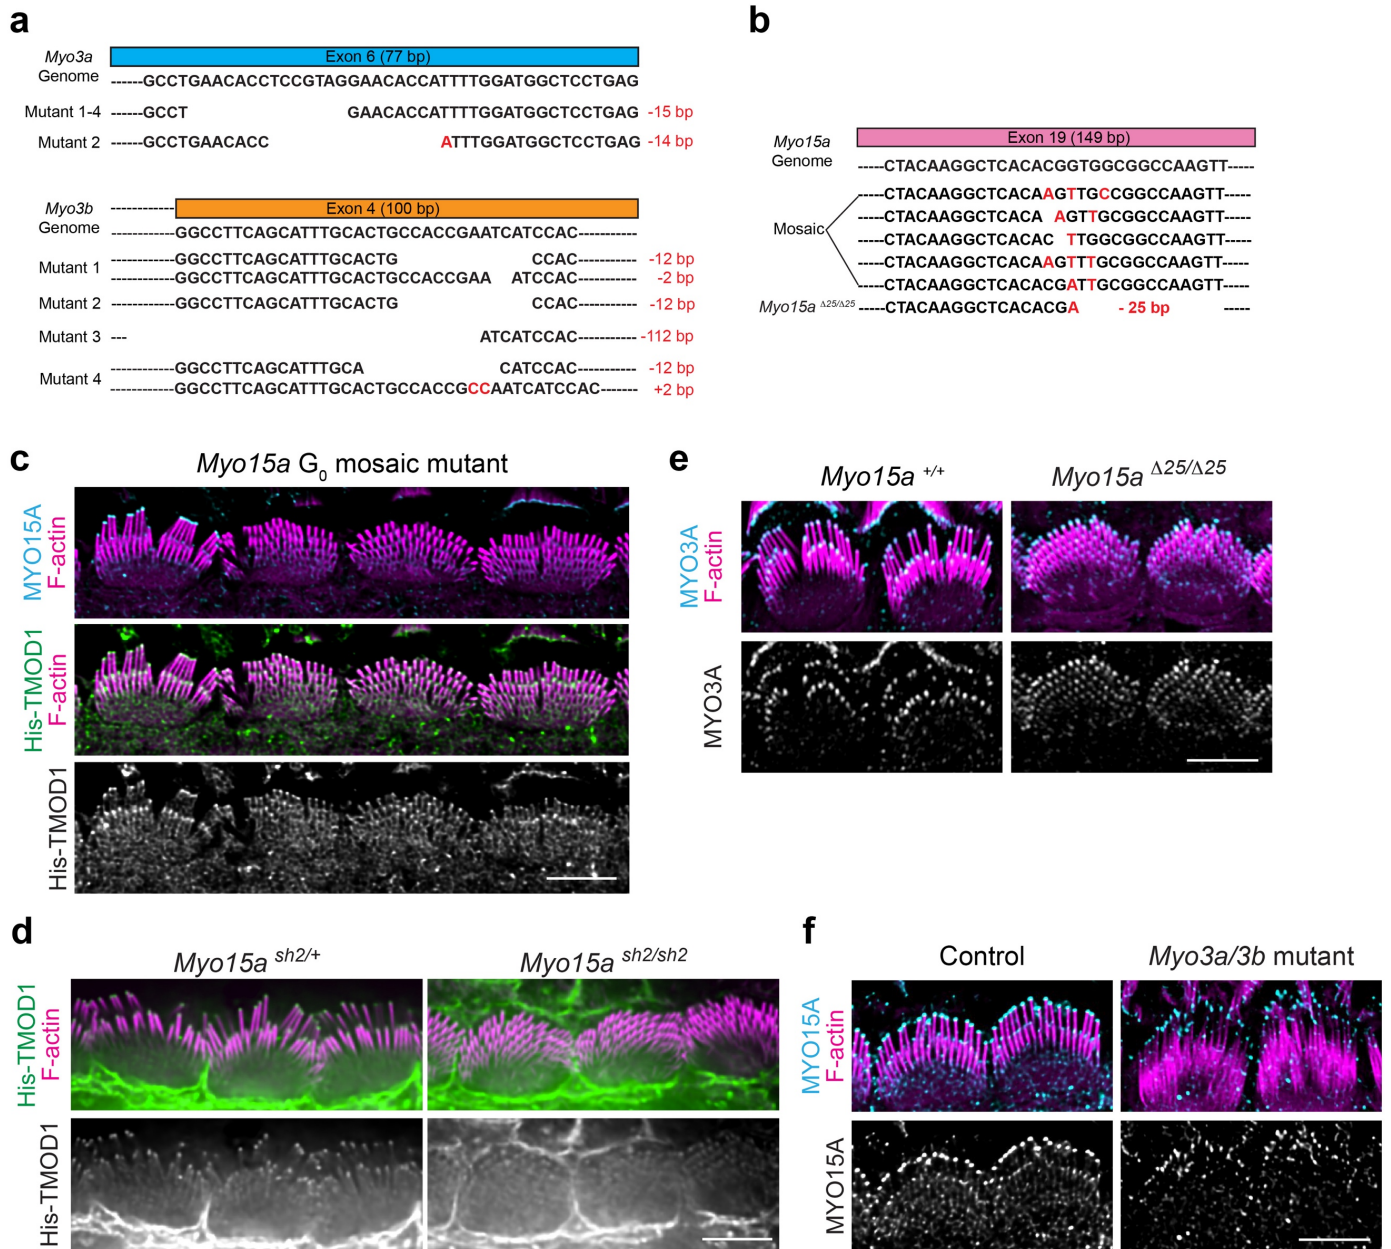 a
Myo3a
Genome
Exon 6 (77 bp)
------GCCTGAACACCTCCGTAGGAACACCATTTTGGATGGCTCCTGAG
Mutant 1-4 ------GCCT GAACACCATTTTGGATGGCTCCTGAG -15 bp
Mutant 2 ------GCCTGAACACC ATTTGGATGGCTCCTGAG -14 bp
Myo3b
Genome
------------ Exon 4 (100 bp)
------------GGCCTTCAGCATTTGCACTGCCACCGAATCATCCAC-----------
Mutant 1
------------GGCCTTCAGCATTTGCACTG CCAC----------- -12 bp
------------GGCCTTCAGCATTTGCACTGCCACCGAA ATCCAC----------- -2 bp
Mutant 2 ------------GGCCTTCAGCATTTGCACTG CCAC----------- -12 bp
Mutant 3 --- ATCATCCAC----------- -112 bp
Mutant 4
------------GGCCTTCAGCATTTGCA CATCCAC----------- -12 bp
------------GGCCTTCAGCATTTGCACTGCCACCGCCAATCATCCAC------- +2 bp
b
Myo15a
Genome
Exon 19 (149 bp)
-----CTACAAGGCTCACACGGTGGCGGCCAAGTT-----
Mosaic
-----CTACAAGGCTCACAAGTTGCCGGCCAAGTT-----
-----CTACAAGGCTCACA AGTTGCGGCCAAGTT-----
-----CTACAAGGCTCACAC TTGGCGGCCAAGTT-----
-----CTACAAGGCTCACAAGTTTGCGGCCAAGTT-----
-----CTACAAGGCTCACACGATTGCGGCCAAGTT-----
Myo15a Δ25/Δ25 -----CTACAAGGCTCACACGA - 25 bp -----
c
Myo15a G0 mosaic mutant
MYO15A
F-actin
His-TMOD1
F-actin
His-TMOD1
d
Myo15a sh2/+
Myo15a sh2/sh2
His-TMOD1
F-actin
His-TMOD1
e
Myo15a +/+
Myo15a Δ25/Δ25
MYO3A
F-actin
MYO3A
f
Control
Myo3a/3b mutant
MYO15A
F-actin
MYO15A